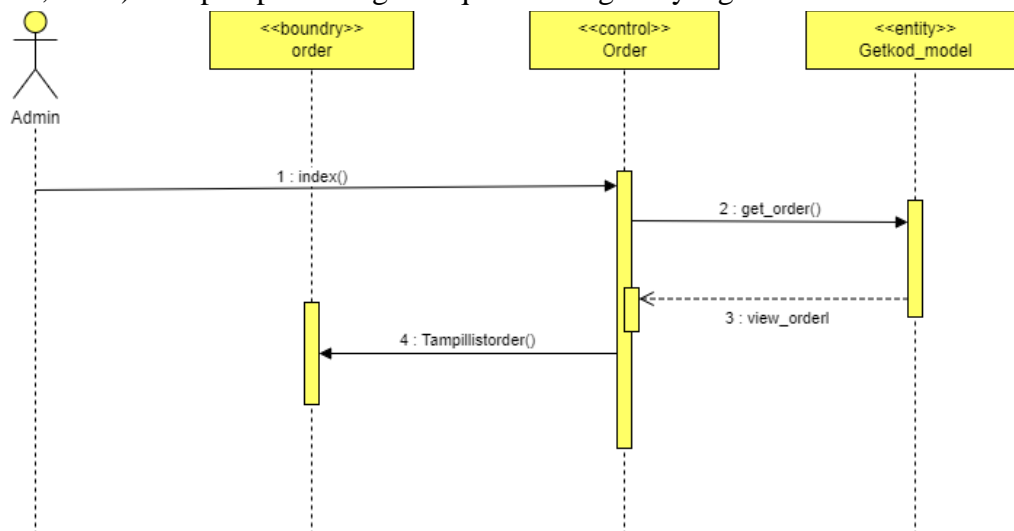 <<boundry>>
order
<<control>>
Order
<<entity>>
Getkod_model
Admin
1 : index()
2 : get_order()
3 : view_orderl
4 : Tampillistorder()